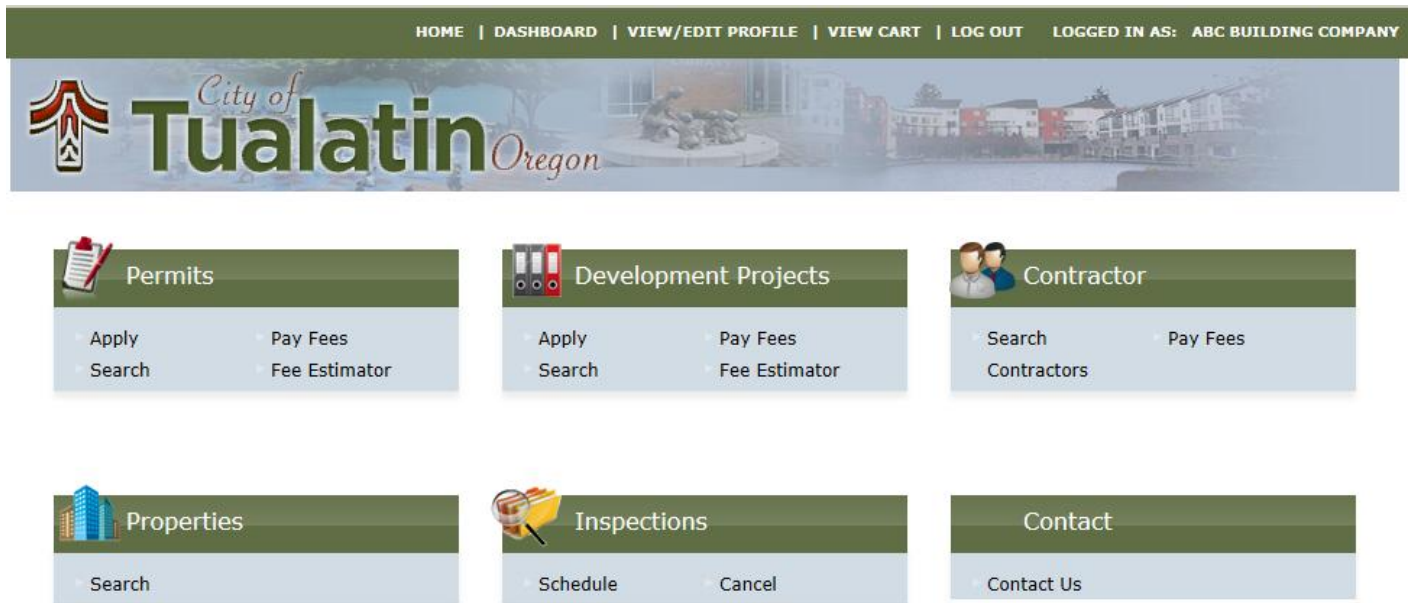 HOME | DASHBOARD | VIEW/EDIT PROFILE | VIEW CART | LOG OUT LOGGED IN AS: ABC BUILDING COMPANY
City of
Tualatin Oregon
Permits
Apply Pay Fees
Search Fee Estimator
Development Projects
Apply Pay Fees
Search Fee Estimator
Contractor
Search Pay Fees
Contractors
Properties
Search
Inspections
Schedule Cancel
Contact
Contact Us